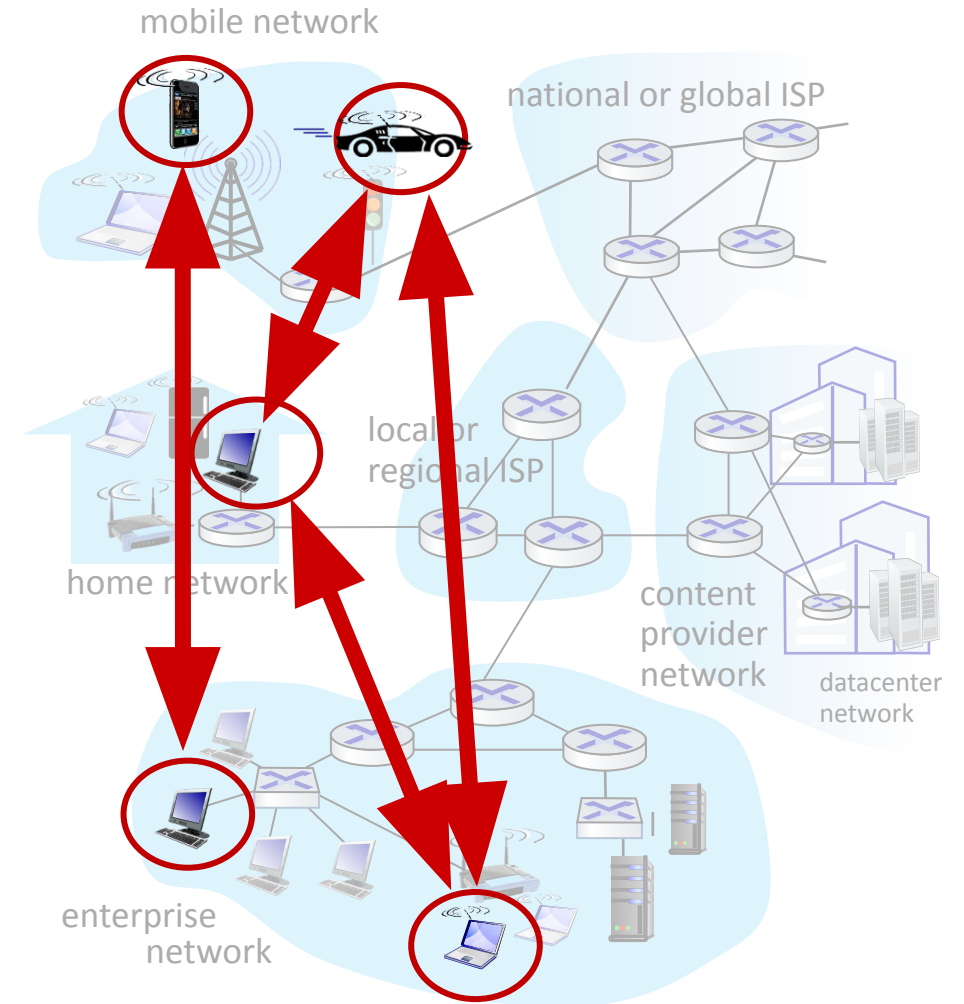 mobile network
national or global ISP
local or
regional ISP
home network
content
provider
network
datacenter
network
enterprise
network